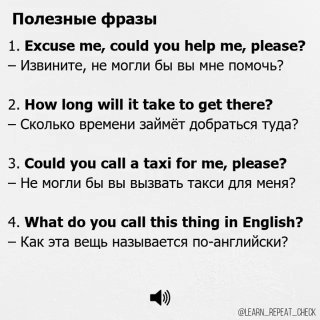 Полезные фразы
1. Excuse me, could you help me, please?
– Извините, не могли бы вы мне помочь?
2. How long will it take to get there?
– Сколько времени займёт добраться туда?
3. Could you call a taxi for me, please?
– Не могли бы вы вызвать такси для меня?
4. What do you call this thing in English?
– Как эта вещь называется по-английски?
@LEARN_REPEAT_CHECK